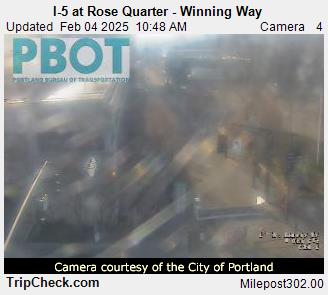 I-5 at Rose Quarter - Winning Way
Updated Feb 04 2025 10:48 AM Camera 4
PBOT
PORTLAND BUREAU OF TRANSPORTATION
Camera courtesy of the City of Portland
TripCheck.com Milepost302.00